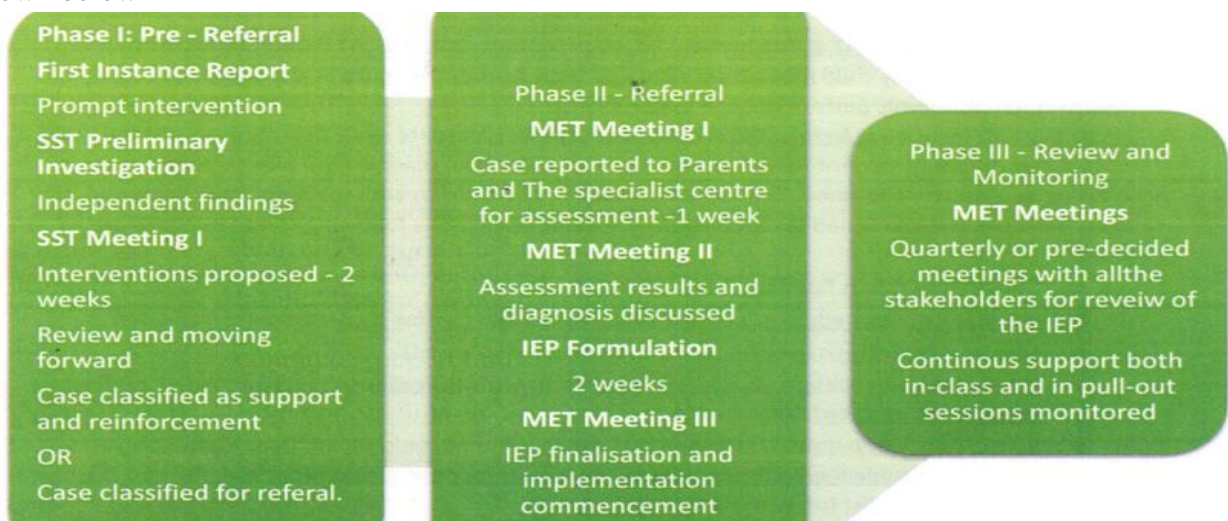 Phase I: Pre - Referral
First Instance Report
Prompt intervention
SST Preliminary
Investigation
Independent findings
SST Meeting I
Interventions proposed - 2
weeks
Review and moving
forward
Case classified as support
and reinforcement
OR
Case classified for referal.
Phase II - Referral
MET Meeting I
Case reported to Parents
and The specialist centre
for assessment -1 week
MET Meeting II
Assessment results and
diagnosis discussed
IEP Formulation
2 weeks
MET Meeting III
IEP finalisation and
implementation
commencement
Phase III - Review and
Monitoring
MET Meetings
Quarterly or pre-decided
meetings with allthe
stakeholders for reveiw of
the IEP
Continous support both
in-class and in pull-out
sessions monitored